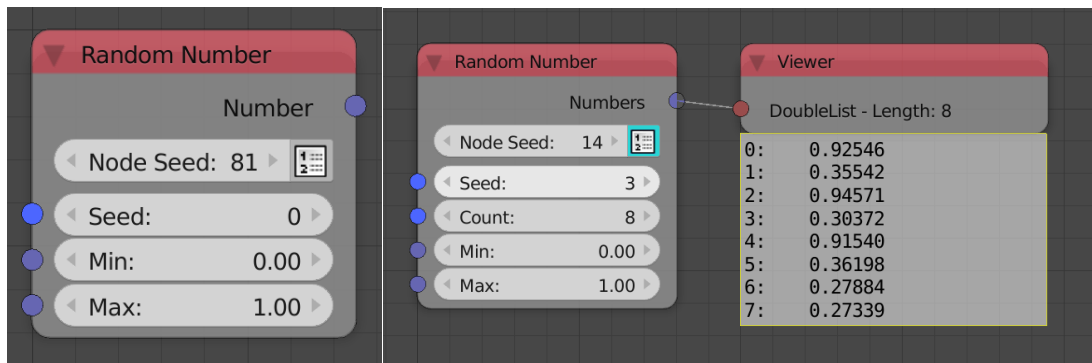 Random Number
Number
Node Seed: 81
Seed: 0
Min: 0.00
Max: 1.00
Random Number
Numbers
Node Seed: 14
Seed: 3
Count: 8
Min: 0.00
Max: 1.00
Viewer
DoubleList - Length: 8
0: 0.92546
1: 0.35542
2: 0.94571
3: 0.30372
4: 0.91540
5: 0.36198
6: 0.27884
7: 0.27339